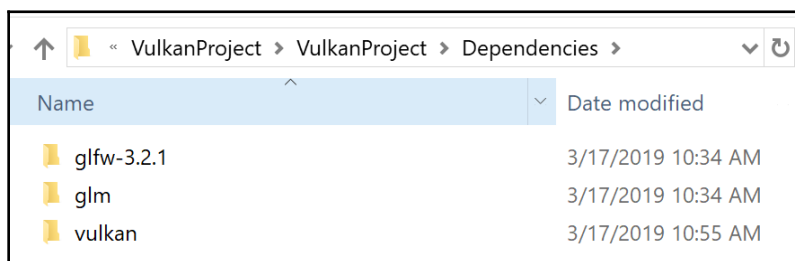 « VulkanProject > VulkanProject > Dependencies >
Name Date modified
glfw-3.2.1 3/17/2019 10:34 AM
glm 3/17/2019 10:34 AM
vulkan 3/17/2019 10:55 AM